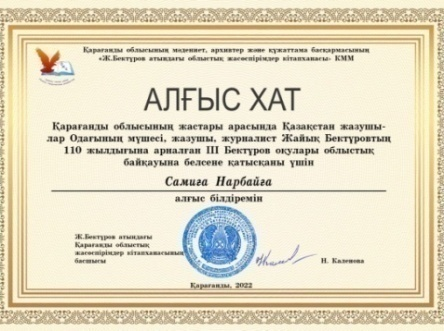 Қарағанды облысының мәдениет, архивтер және құжаттама басқармасының
«Ж.Бектұров атындағы облыстық жасөспірімдер кітапханасы» КММ
АЛҒЫС ХАТ
Қарағанды облысының жастары арасында Қазақстан жазушы-
лар Одағының мүшесі, жазушы, журналист Жайық Бектұровтың
110 жылдығына арналған III Бектұров оқулары облыстық
байқауына белсене қатысқаны үшін
Самиға Нарбайға
алғыс білдіремін
Ж.Бектұров атындағы
Қарағанды облыстық
жасөспірімдер кітапханасының
басшысы
Н. Каленова
Қарағанды, 2022